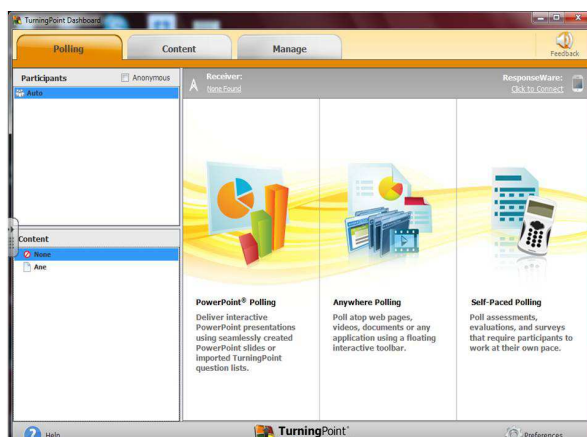 TurningPoint Dashboard
Polling
Content
Manage
Feedback
Participants
Anonymous
Auto
Receiver:
None Found
ResponseWare:
Click to Connect
Content
None
Ane
PowerPoint® Polling
Deliver interactive
PowerPoint presentations
using seamlessly created
PowerPoint slides or
imported TurningPoint
question lists.
Anywhere Polling
Poll atop web pages,
videos, documents or any
application using a floating
interactive toolbar.
Self-Paced Polling
Poll assessments,
evaluations, and surveys
that require participants to
work at their own pace.
Help
TurningPoint
Preferences